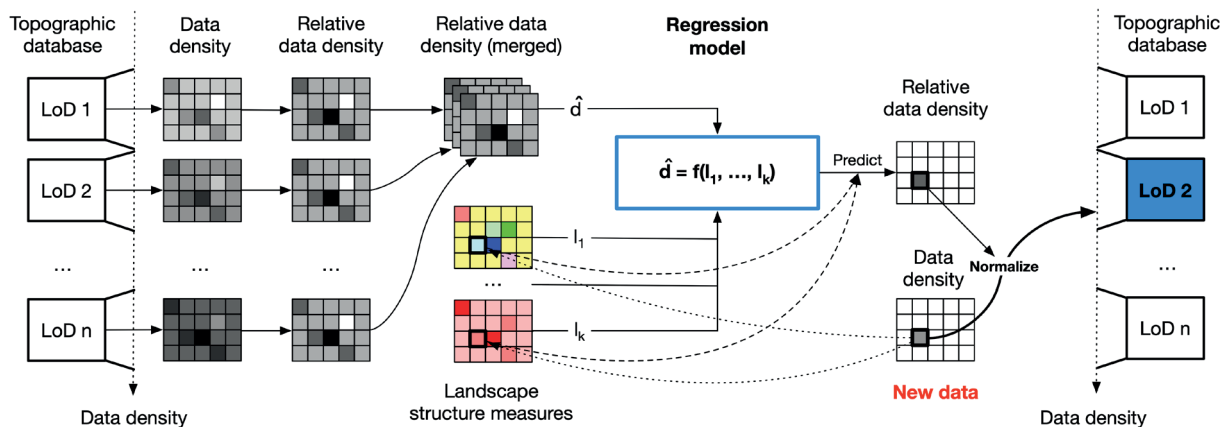 Topographic
database
Data
density
Relative
data density
Relative data
density (merged)
Regression
model
Topographic
database
LoD 1
LoD 2
...
LoD n
Data density
d̂
d̂ = f(l₁, ..., lₖ)
l₁
...
lₖ
Landscape
structure measures
Predict
Relative
data density
Normalize
Data
density
New data
LoD 1
LoD 2
...
LoD n
Data density